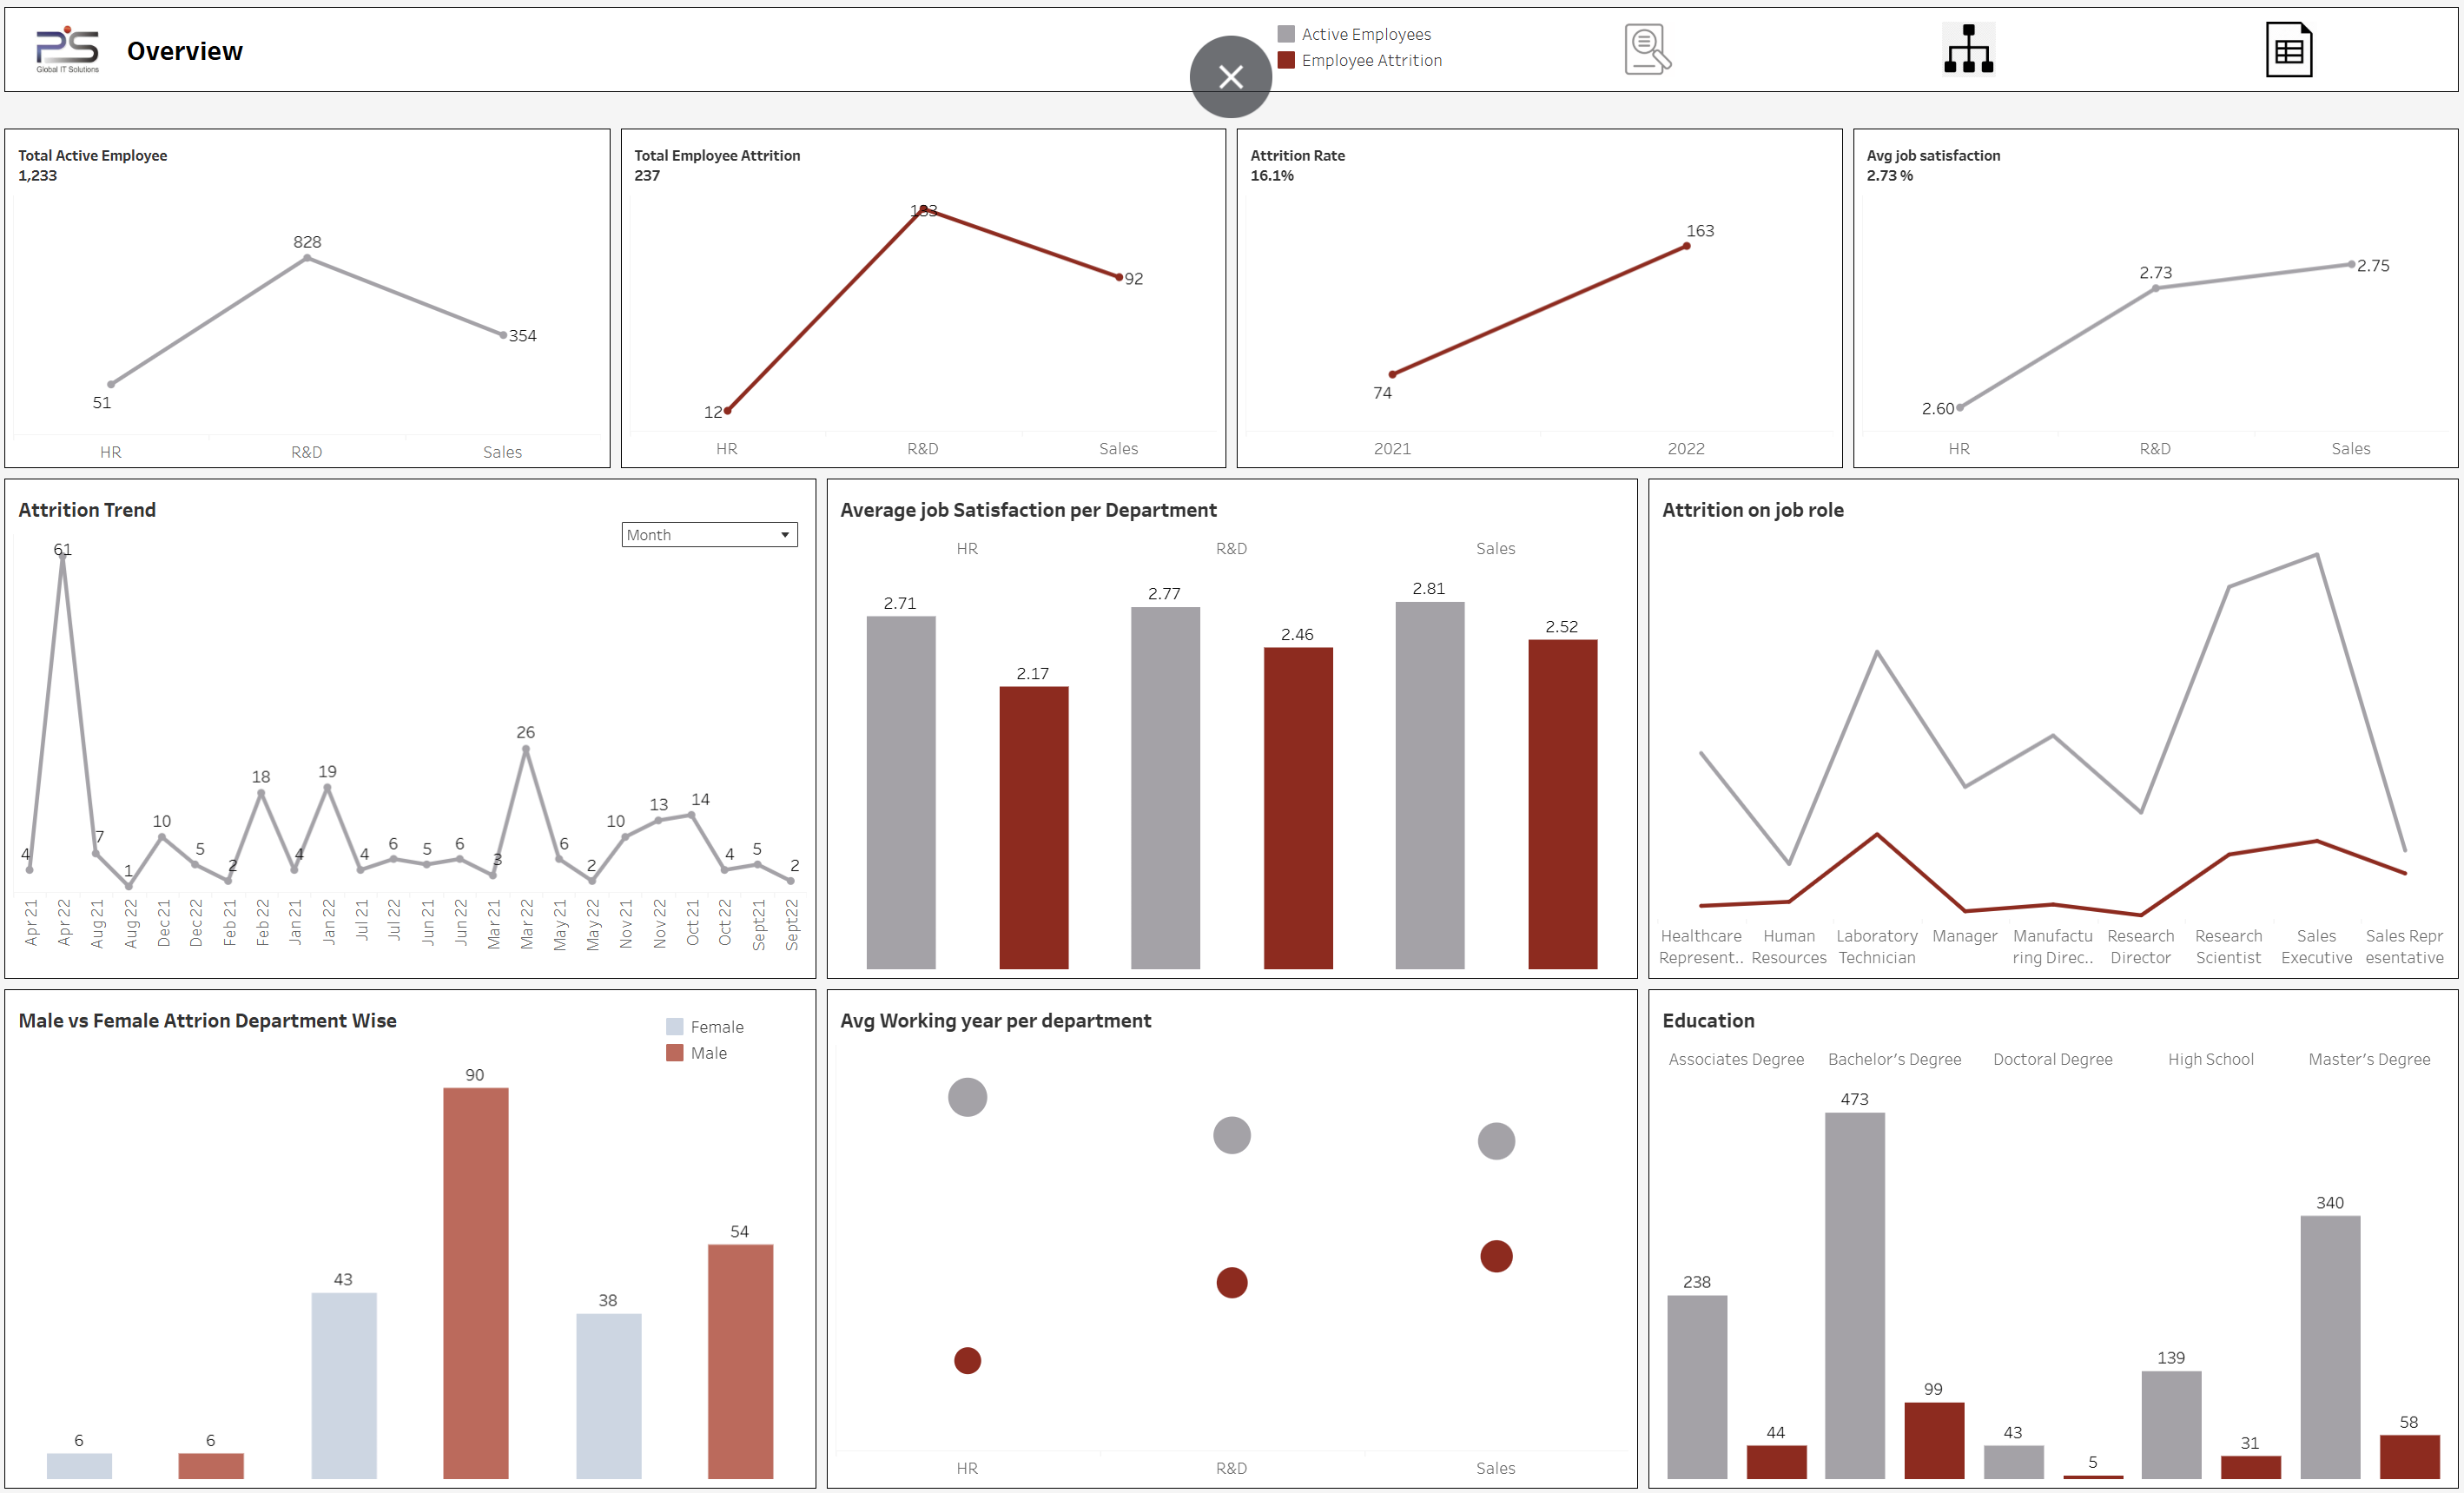 PS
Global IT Solutions
Overview
Active Employees
Employee Attrition
Total Active Employee
1,233
828
354
51
HR R&D Sales
Total Employee Attrition
237
133
92
12
HR R&D Sales
Attrition Rate
16.1%
163
74
2021 2022
Avg job satisfaction
2.73 %
2.73
2.75
2.60
HR R&D Sales
Attrition Trend
Month
4 61 7 1 10 5 2 18 4 19 4 6 5 6 3 26 6 2 10 13 14 4 5 2
Apr 21 Apr 22 Aug 21 Aug 22 Dec 21 Dec 22 Feb 21 Feb 22 Jan 21 Jan 22 Jul 21 Jul 22 Jun 21 Jun 22 Mar 21 Mar 22 May 21 May 22 Nov 21 Nov 22 Oct 21 Oct 22 Sept21 Sept22
Average job Satisfaction per Department
HR R&D Sales
2.71 2.17 2.77 2.46 2.81 2.52
Attrition on job role
Healthcare Human Laboratory Manager Manufactu Research Research Sales Sales Repr
Represent.. Resources Technician ring Direc.. Director Scientist Executive esentative
Male vs Female Attrion Department Wise
Female
Male
6 6 43 90 38 54
Avg Working year per department
HR R&D Sales
Education
Associates Degree Bachelor’s Degree Doctoral Degree High School Master’s Degree
238 44 473 99 43 5 139 31 340 58